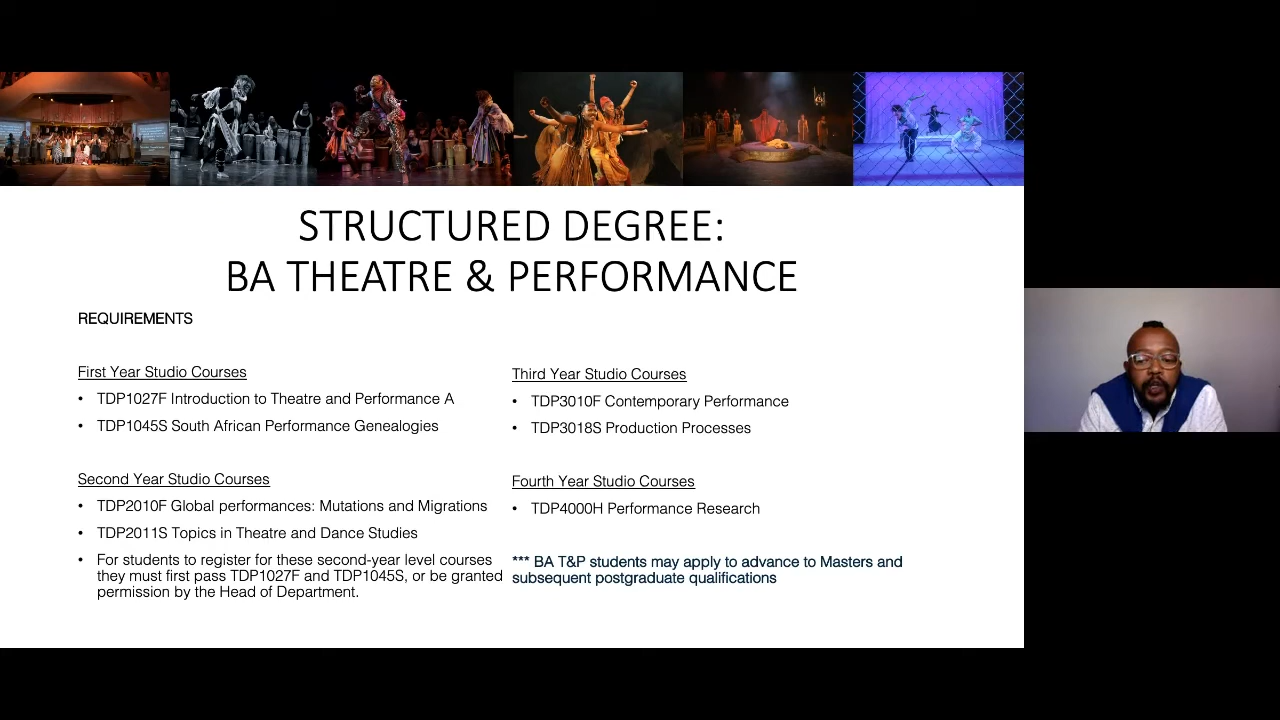 STRUCTURED DEGREE:
BA THEATRE & PERFORMANCE
REQUIREMENTS
First Year Studio Courses
• TDP1027F Introduction to Theatre and Performance A
• TDP1045S South African Performance Genealogies
Second Year Studio Courses
• TDP2010F Global performances: Mutations and Migrations
• TDP2011S Topics in Theatre and Dance Studies
• For students to register for these second-year level courses
they must first pass TDP1027F and TDP1045S, or be granted
permission by the Head of Department.
Third Year Studio Courses
• TDP3010F Contemporary Performance
• TDP3018S Production Processes
Fourth Year Studio Courses
• TDP4000H Performance Research
*** BA T&P students may apply to advance to Masters and
subsequent postgraduate qualifications